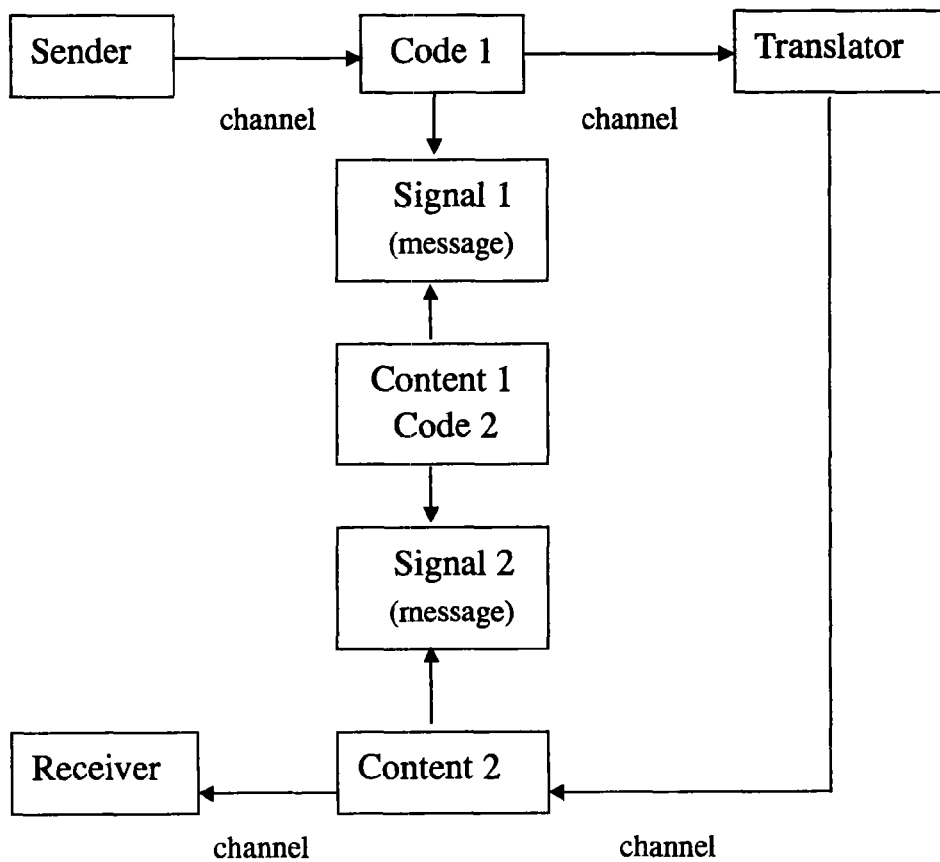 Sender
Code 1
Translator
channel
channel
Signal 1
(message)
Content 1
Code 2
Signal 2
(message)
Receiver
Content 2
channel
channel